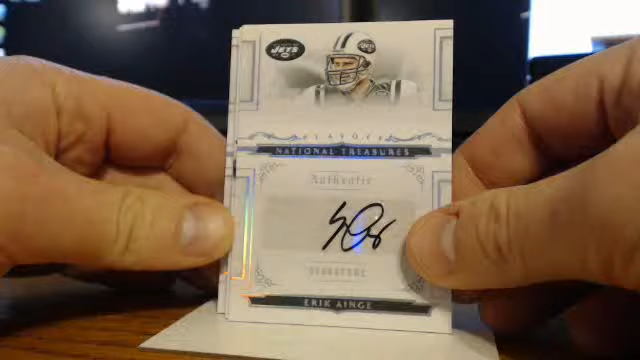 JETS
PLAYOFF
NATIONAL TREASURES
Authentic
SIGNATURE
ERIK AINGE